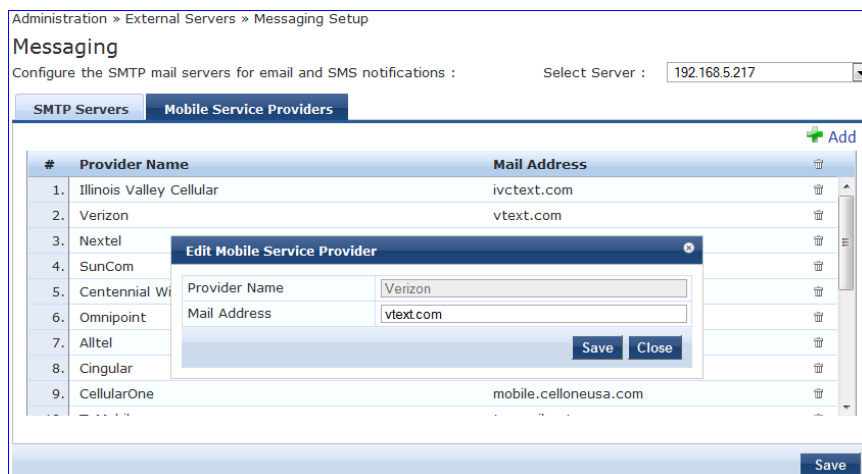 Administration » External Servers » Messaging Setup
Messaging
Configure the SMTP mail servers for email and SMS notifications :
Select Server : 192.168.5.217
SMTP Servers Mobile Service Providers
Add
# Provider Name Mail Address
1. Illinois Valley Cellular ivctext.com
2. Verizon vtext.com
3. Nextel
4. SunCom
5. Centennial Wi
6. Omnipoint
7. Alltel
8. Cingular
9. CellularOne mobile.celloneusa.com
Edit Mobile Service Provider
Provider Name Verizon
Mail Address vtext.com
Save Close
Save